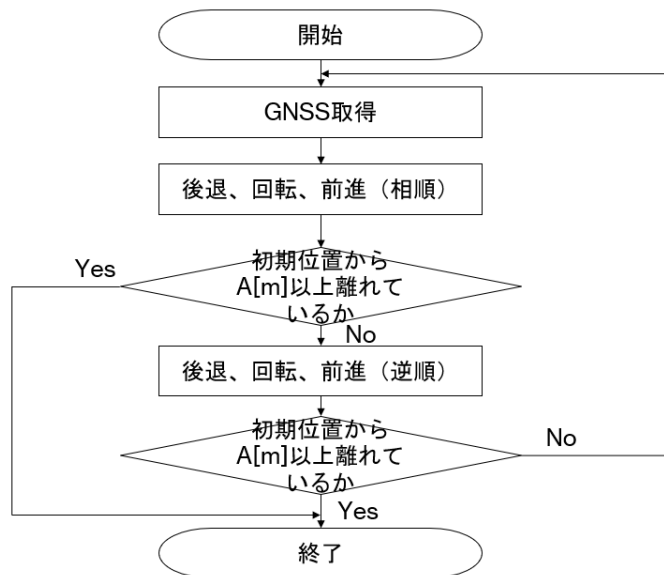 開始
GNSS取得
後退、回転、前進（相順）
Yes
初期位置から
A[m]以上離れて
いるか
No
後退、回転、前進（逆順）
初期位置から
A[m]以上離れて
いるか
No
Yes
終了